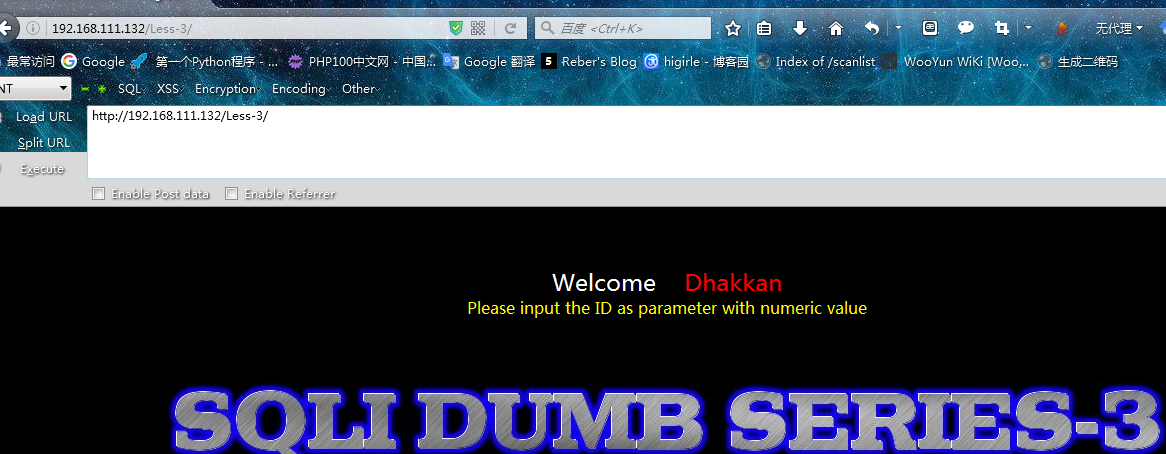 192.168.111.132/Less-3/ 百度 <Ctrl+K> 无代理
最常访问 Google 第一个Python程序 - ... PHP100中文网 - 中国... Google 翻译 5 Reber's Blog higirle - 博客园 Index of /scanlist WooYun WiKi [Woo,... 生成二维码
NT SQL XSS Encryption Encoding Other
Load URL http://192.168.111.132/Less-3/
Split URL
Execute
Enable Post data Enable Referrer
Welcome Dhakkan
Please input the ID as parameter with numeric value
SQLI DUMB SERIES-3